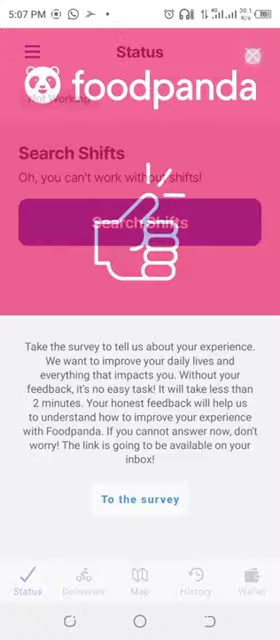 5:07 PM
4G 4G 30.1 K/s
Status
foodpanda
Not Working
Search Shifts
Oh, you can't work without shifts!
Search Shifts
Take the survey to tell us about your experience.
We want to improve your daily lives and
everything that impacts you. Without your
feedback, it's no easy task! It will take less than
2 minutes. Your honest feedback will help us
to understand how to improve your experience
with Foodpanda. If you cannot answer now, don't
worry! The link is going to be available on your
inbox!
To the survey
Status Deliveries Map History Wallet